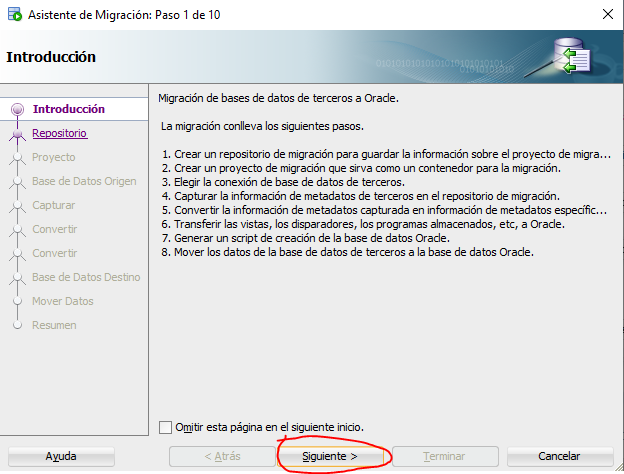 Asistente de Migración: Paso 1 de 10
Introducción
Introducción
Repositorio
Proyecto
Base de Datos Origen
Capturar
Convertir
Convertir
Base de Datos Destino
Mover Datos
Resumen
Migración de bases de datos de terceros a Oracle.
La migración conlleva los siguientes pasos.
1. Crear un repositorio de migración para guardar la información sobre el proyecto de migra...
2. Crear un proyecto de migración que sirva como un contenedor para la migración.
3. Elegir la conexión de base de datos de terceros.
4. Capturar la información de metadatos de terceros en el repositorio de migración.
5. Convertir la información de metadatos capturada en información de metadatos específic...
6. Transferir las vistas, los disparadores, los programas almacenados, etc, a Oracle.
7. Generar un script de creación de la base de datos Oracle.
8. Mover los datos de la base de datos de terceros a la base de datos Oracle.
Omitir esta página en el siguiente inicio.
Ayuda
< Atrás
Siguiente >
Terminar
Cancelar